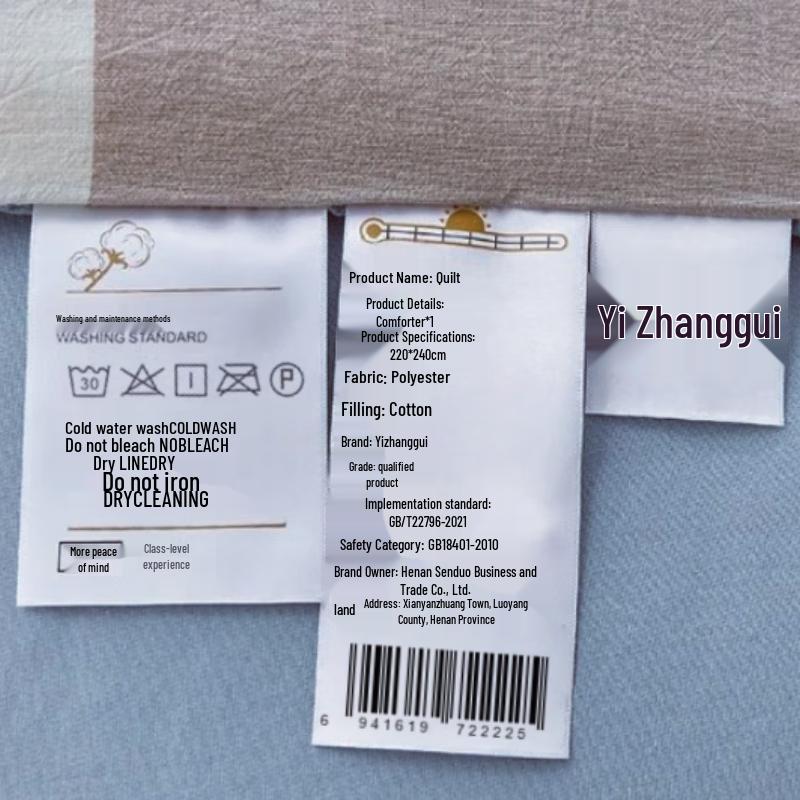 Washing and maintenance methods
WASHING STANDARD
30
P
Cold water washCOLDWASH
Do not bleach NOBLEACH
Dry LINEDRY
Do not iron
DRYCLEANING
More peace
of mind
Class-level
experience
Product Name: Quilt
Product Details:
Comforter*1
Product Specifications:
220*240cm
Fabric: Polyester
Filling: Cotton
Brand: Yizhanggui
Grade: qualified
product
Implementation standard:
GB/T22796-2021
Safety Category: GB18401-2010
Brand Owner: Henan Senduo Business and
Trade Co., Ltd.
land Address: Xianyanzhuang Town, Luoyang
County, Henan Province
6 941619 722225
Yi Zhanggui